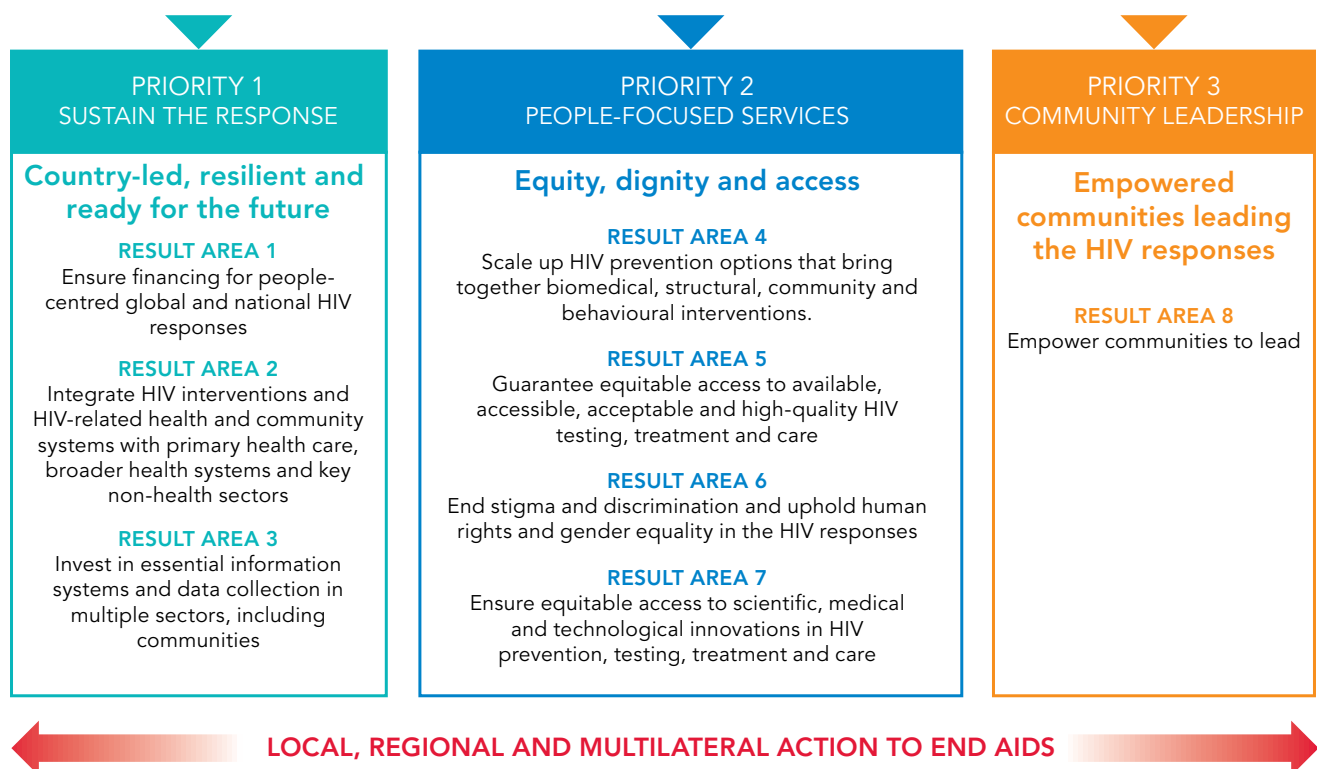 PRIORITY 1
SUSTAIN THE RESPONSE
Country-led, resilient and
ready for the future
RESULT AREA 1
Ensure financing for people-
centred global and national HIV
responses
RESULT AREA 2
Integrate HIV interventions and
HIV-related health and community
systems with primary health care,
broader health systems and key
non-health sectors
RESULT AREA 3
Invest in essential information
systems and data collection in
multiple sectors, including
communities
PRIORITY 2
PEOPLE-FOCUSED SERVICES
Equity, dignity and access
RESULT AREA 4
Scale up HIV prevention options that bring
together biomedical, structural, community and
behavioural interventions.
RESULT AREA 5
Guarantee equitable access to available,
accessible, acceptable and high-quality HIV
testing, treatment and care
RESULT AREA 6
End stigma and discrimination and uphold human
rights and gender equality in the HIV responses
RESULT AREA 7
Ensure equitable access to scientific, medical
and technological innovations in HIV
prevention, testing, treatment and care
PRIORITY 3
COMMUNITY LEADERSHIP
Empowered
communities leading
the HIV responses
RESULT AREA 8
Empower communities to lead
LOCAL, REGIONAL AND MULTILATERAL ACTION TO END AIDS